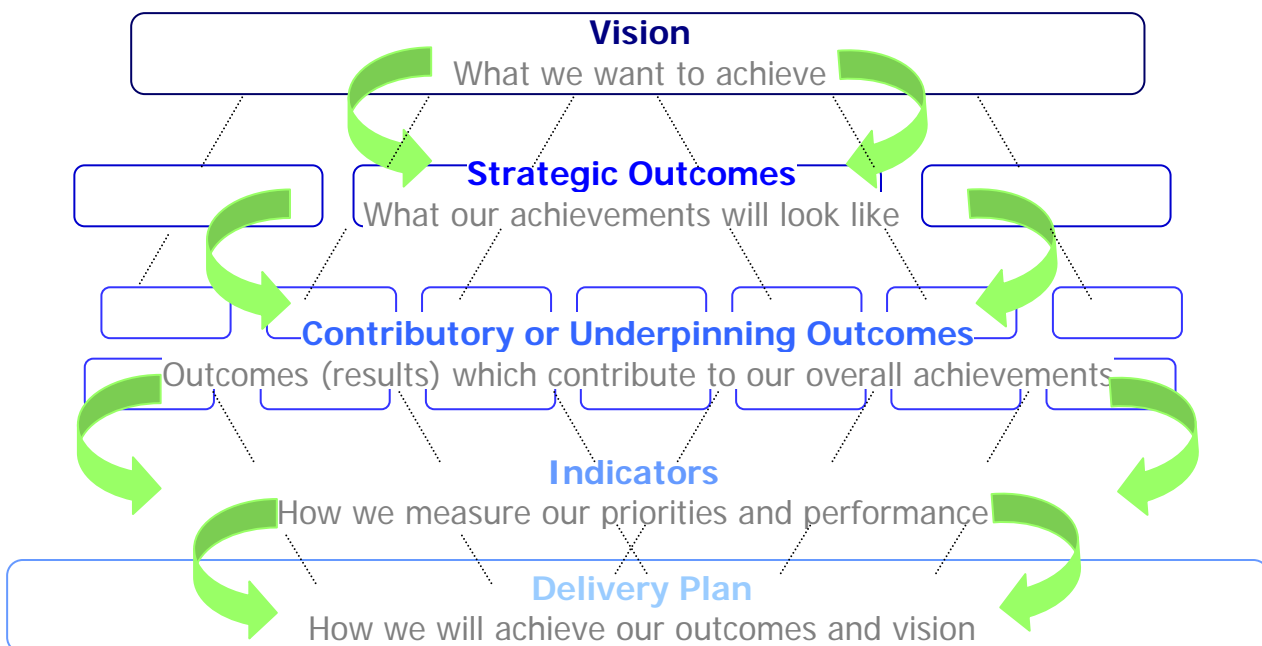 Vision
What we want to achieve
Strategic Outcomes
What our achievements will look like
Contributory or Underpinning Outcomes
Outcomes (results) which contribute to our overall achievements
Indicators
How we measure our priorities and performance
Delivery Plan
How we will achieve our outcomes and vision